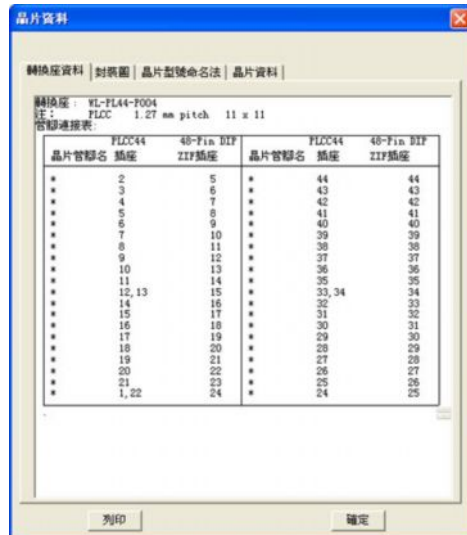 晶片資料
轉換座資料 封裝圖 晶片型號命名法 晶片資料
轉換座： WL-PL44-P004
注： PLCC 1.27 mm pitch 11 x 11
管腳連接表:
PLCC44 48-Pin DIP PLCC44 48-Pin DIP
晶片管腳名 插座 ZIF插座 晶片管腳名 插座 ZIF插座
* 2 5 * 44 44
* 3 6 * 43 43
* 4 7 * 42 42
* 5 8 * 41 41
* 6 9 * 40 40
* 7 10 * 39 39
* 8 11 * 38 38
* 9 12 * 37 37
* 10 13 * 36 36
* 11 14 * 35 35
* 12,13 15 * 33,34 34
* 14 16 * 32 33
* 15 17 * 31 32
* 16 18 * 30 31
* 17 19 * 29 30
* 18 20 * 28 29
* 19 21 * 27 28
* 20 22 * 26 27
* 21 23 * 25 26
* 1,22 24 * 24 25
列印 確定